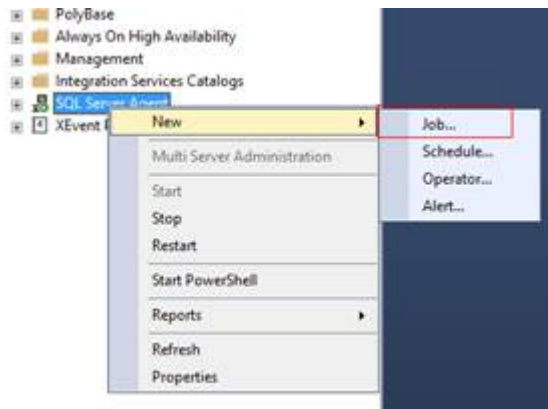 PolyBase
Always On High Availability
Management
Integration Services Catalogs
SQL Server Agent
XEvent
New
Job...
Multi Server Administration
Schedule...
Operator...
Start
Alert...
Stop
Restart
Start PowerShell
Reports
Refresh
Properties